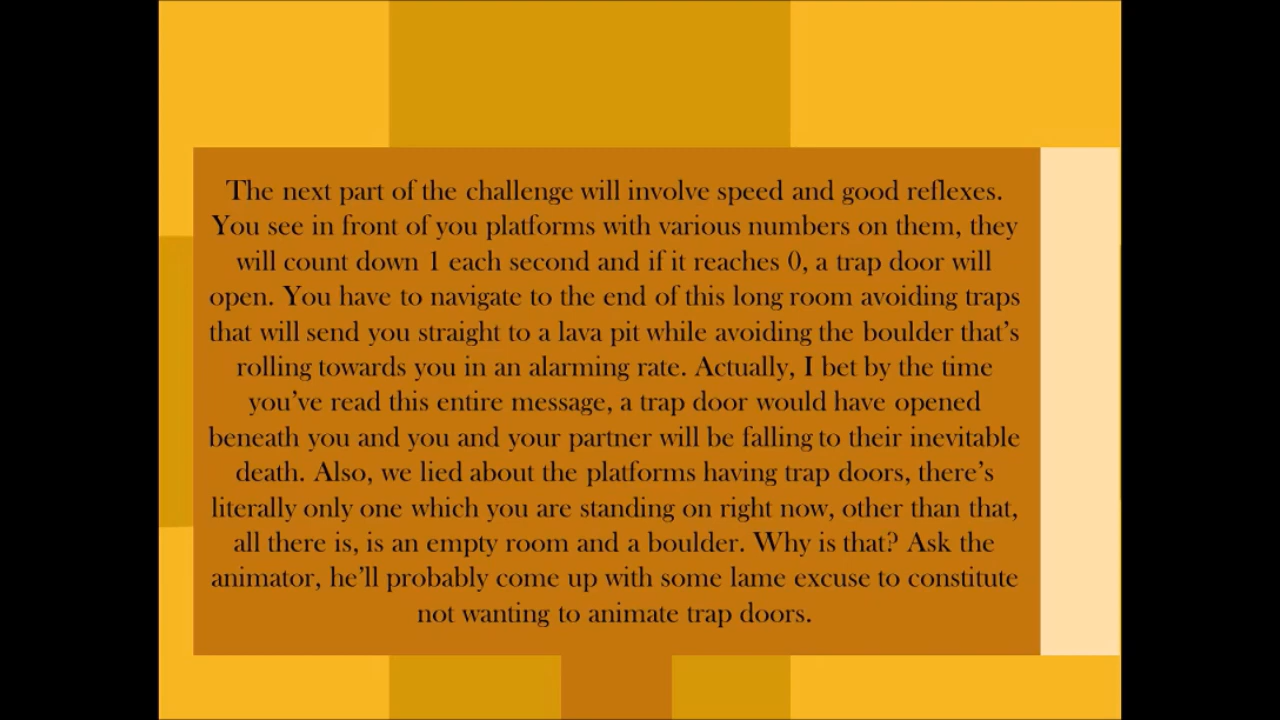 The next part of the challenge will involve speed and good reflexes.
You see in front of you platforms with various numbers on them, they
will count down 1 each second and if it reaches 0, a trap door will
open. You have to navigate to the end of this long room avoiding traps
that will send you straight to a lava pit while avoiding the boulder that's
rolling towards you in an alarming rate. Actually, I bet by the time
you've read this entire message, a trap door would have opened
beneath you and you and your partner will be falling to their inevitable
death. Also, we lied about the platforms having trap doors, there's
literally only one which you are standing on right now, other than that,
all there is, is an empty room and a boulder. Why is that? Ask the
animator, he'll probably come up with some lame excuse to constitute
not wanting to animate trap doors.